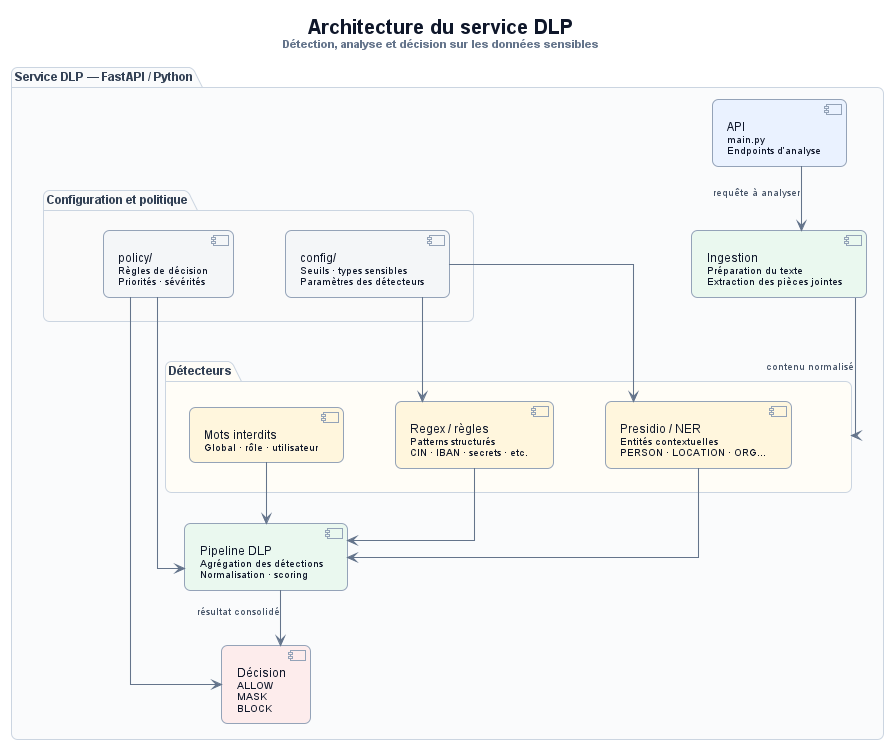 Architecture du service DLP
Détection, analyse et décision sur les données sensibles
Service DLP — FastAPI / Python
API
main.py
Endpoints d'analyse
requête à analyser
Configuration et politique
policy/
Règles de décision
Priorités · sévérités
config/
Seuils · types sensibles
Paramètres des détecteurs
Ingestion
Préparation du texte
Extraction des pièces jointes
contenu normalisé
Détecteurs
Mots interdits
Global · rôle · utilisateur
Regex / règles
Patterns structurés
CIN · IBAN · secrets · etc.
Presidio / NER
Entités contextuelles
PERSON · LOCATION · ORG...
Pipeline DLP
Agrégation des détections
Normalisation · scoring
résultat consolidé
Décision
ALLOW
MASK
BLOCK